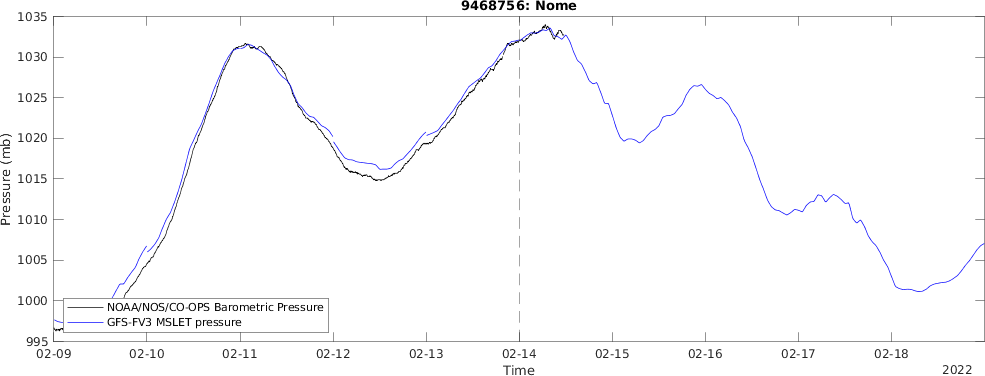 9468756: Nome
1035
1030
1025
1020
1015
1010
1005
1000
995
Pressure (mb)
NOAA/NOS/CO-OPS Barometric Pressure
GFS-FV3 MSLET pressure
02-09 02-10 02-11 02-12 02-13 02-14 02-15 02-16 02-17 02-18
Time
2022